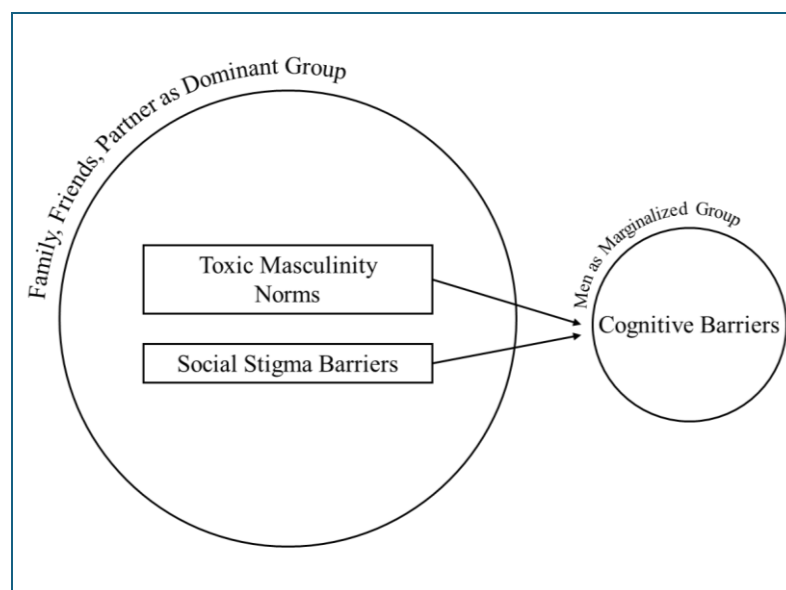 Family, Friends, Partner as Dominant Group
Men as Marginalized Group
Toxic Masculinity
Norms
Cognitive Barriers
Social Stigma Barriers